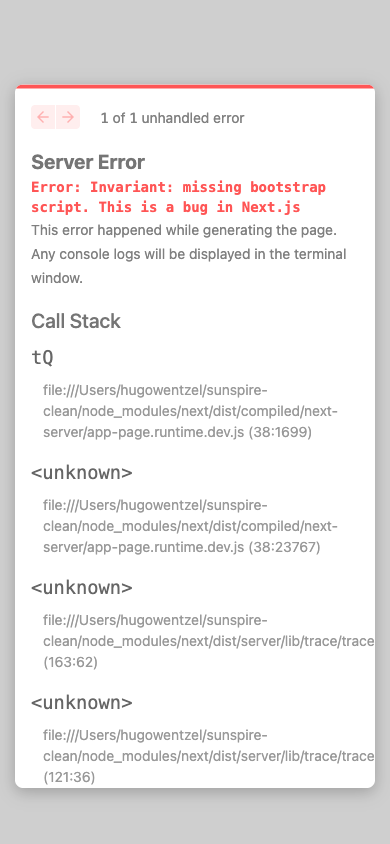 1 of 1 unhandled error
Server Error
Error: Invariant: missing bootstrap
script. This is a bug in Next.js
This error happened while generating the page.
Any console logs will be displayed in the terminal
window.
Call Stack
tQ
file:///Users/hugowentzel/sunspire-
clean/node_modules/next/dist/compiled/next-
server/app-page.runtime.dev.js (38:1699)
<unknown>
file:///Users/hugowentzel/sunspire-
clean/node_modules/next/dist/compiled/next-
server/app-page.runtime.dev.js (38:23767)
<unknown>
file:///Users/hugowentzel/sunspire-
clean/node_modules/next/dist/server/lib/trace/trace
(163:62)
<unknown>
file:///Users/hugowentzel/sunspire-
clean/node_modules/next/dist/server/lib/trace/trace
(121:36)